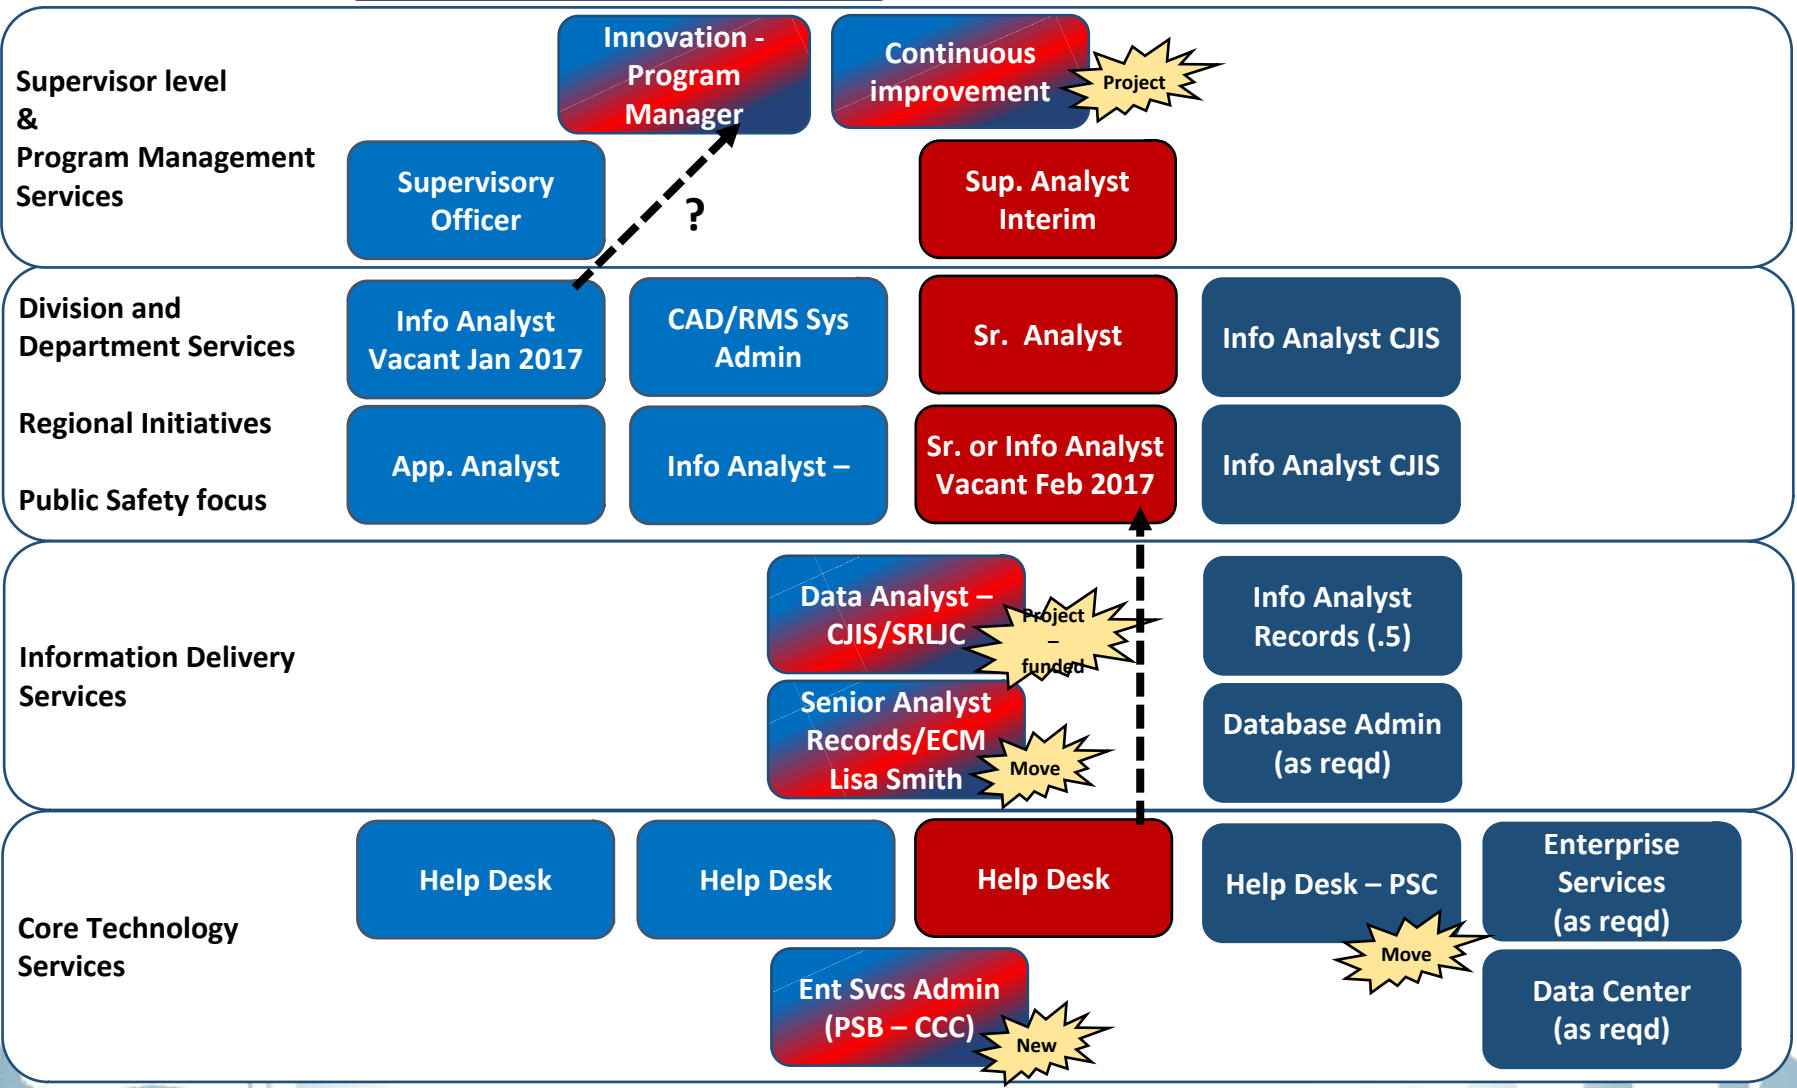 Supervisor level
&
Program Management
Services
Innovation -
Program
Manager
Continuous
improvement
Project
Supervisory
Officer
?
Sup. Analyst
Interim
Division and
Department Services
Regional Initiatives
Public Safety focus
Info Analyst
Vacant Jan 2017
CAD/RMS Sys
Admin
Sr.  Analyst
Info Analyst CJIS
App. Analyst
Info Analyst –
Sr. or Info Analyst
Vacant Feb 2017
Info Analyst CJIS
Information Delivery
Services
Data Analyst –
CJIS/SRLJC
Project
–
funded
Info Analyst
Records (.5)
Senior Analyst
Records/ECM
Lisa Smith
Move
Database Admin
(as reqd)
Core Technology
Services
Help Desk
Help Desk
Help Desk
Help Desk – PSC
Move
Enterprise
Services
(as reqd)
Ent Svcs Admin
(PSB – CCC)
New
Data Center
(as reqd)